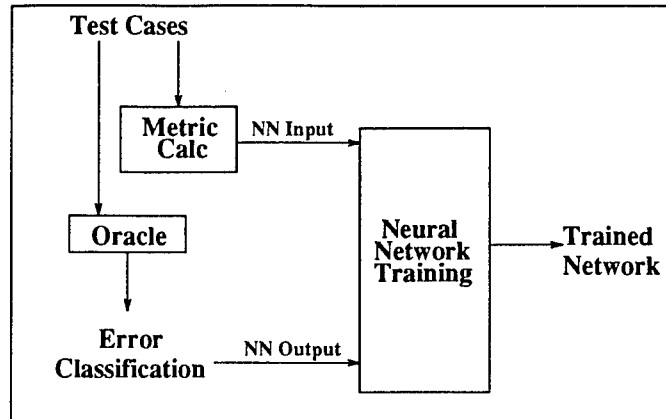 Test Cases
Metric
Calc
NN Input
Oracle
Neural
Network
Training
Trained
Network
Error
Classification
NN Output